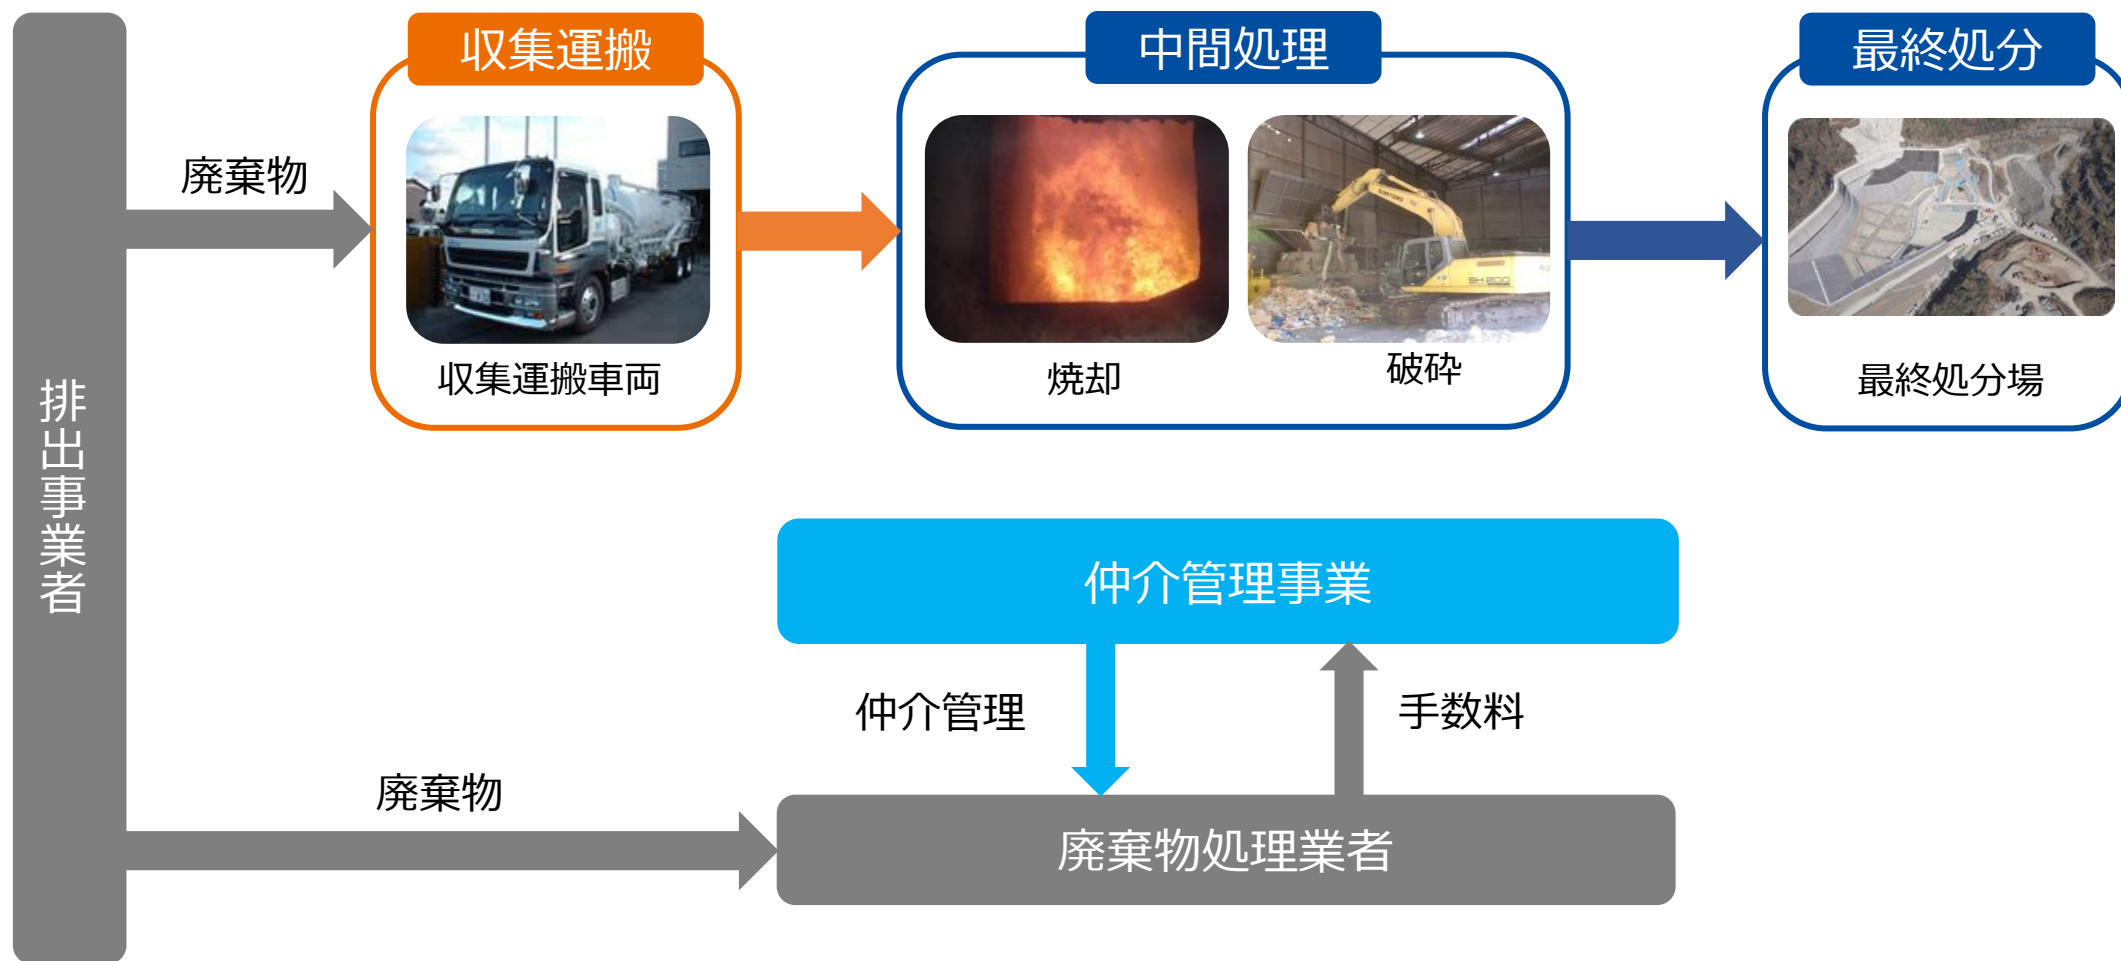 収集運搬
中間処理
最終処分
廃棄物
収集運搬車両
焼却
破砕
最終処分場
排出事業者
仲介管理事業
仲介管理
手数料
廃棄物
廃棄物処理業者